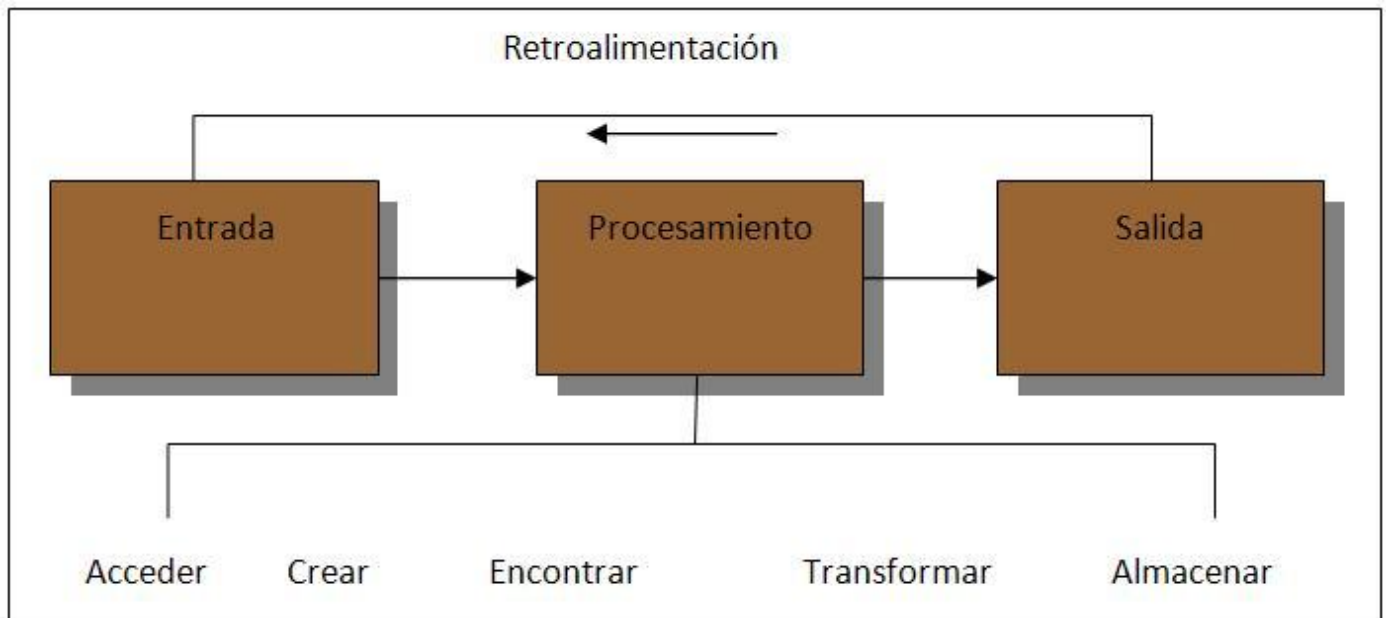 Retroalimentación
Entrada
Procesamiento
Salida
Acceder Crear Encontrar Transformar Almacenar